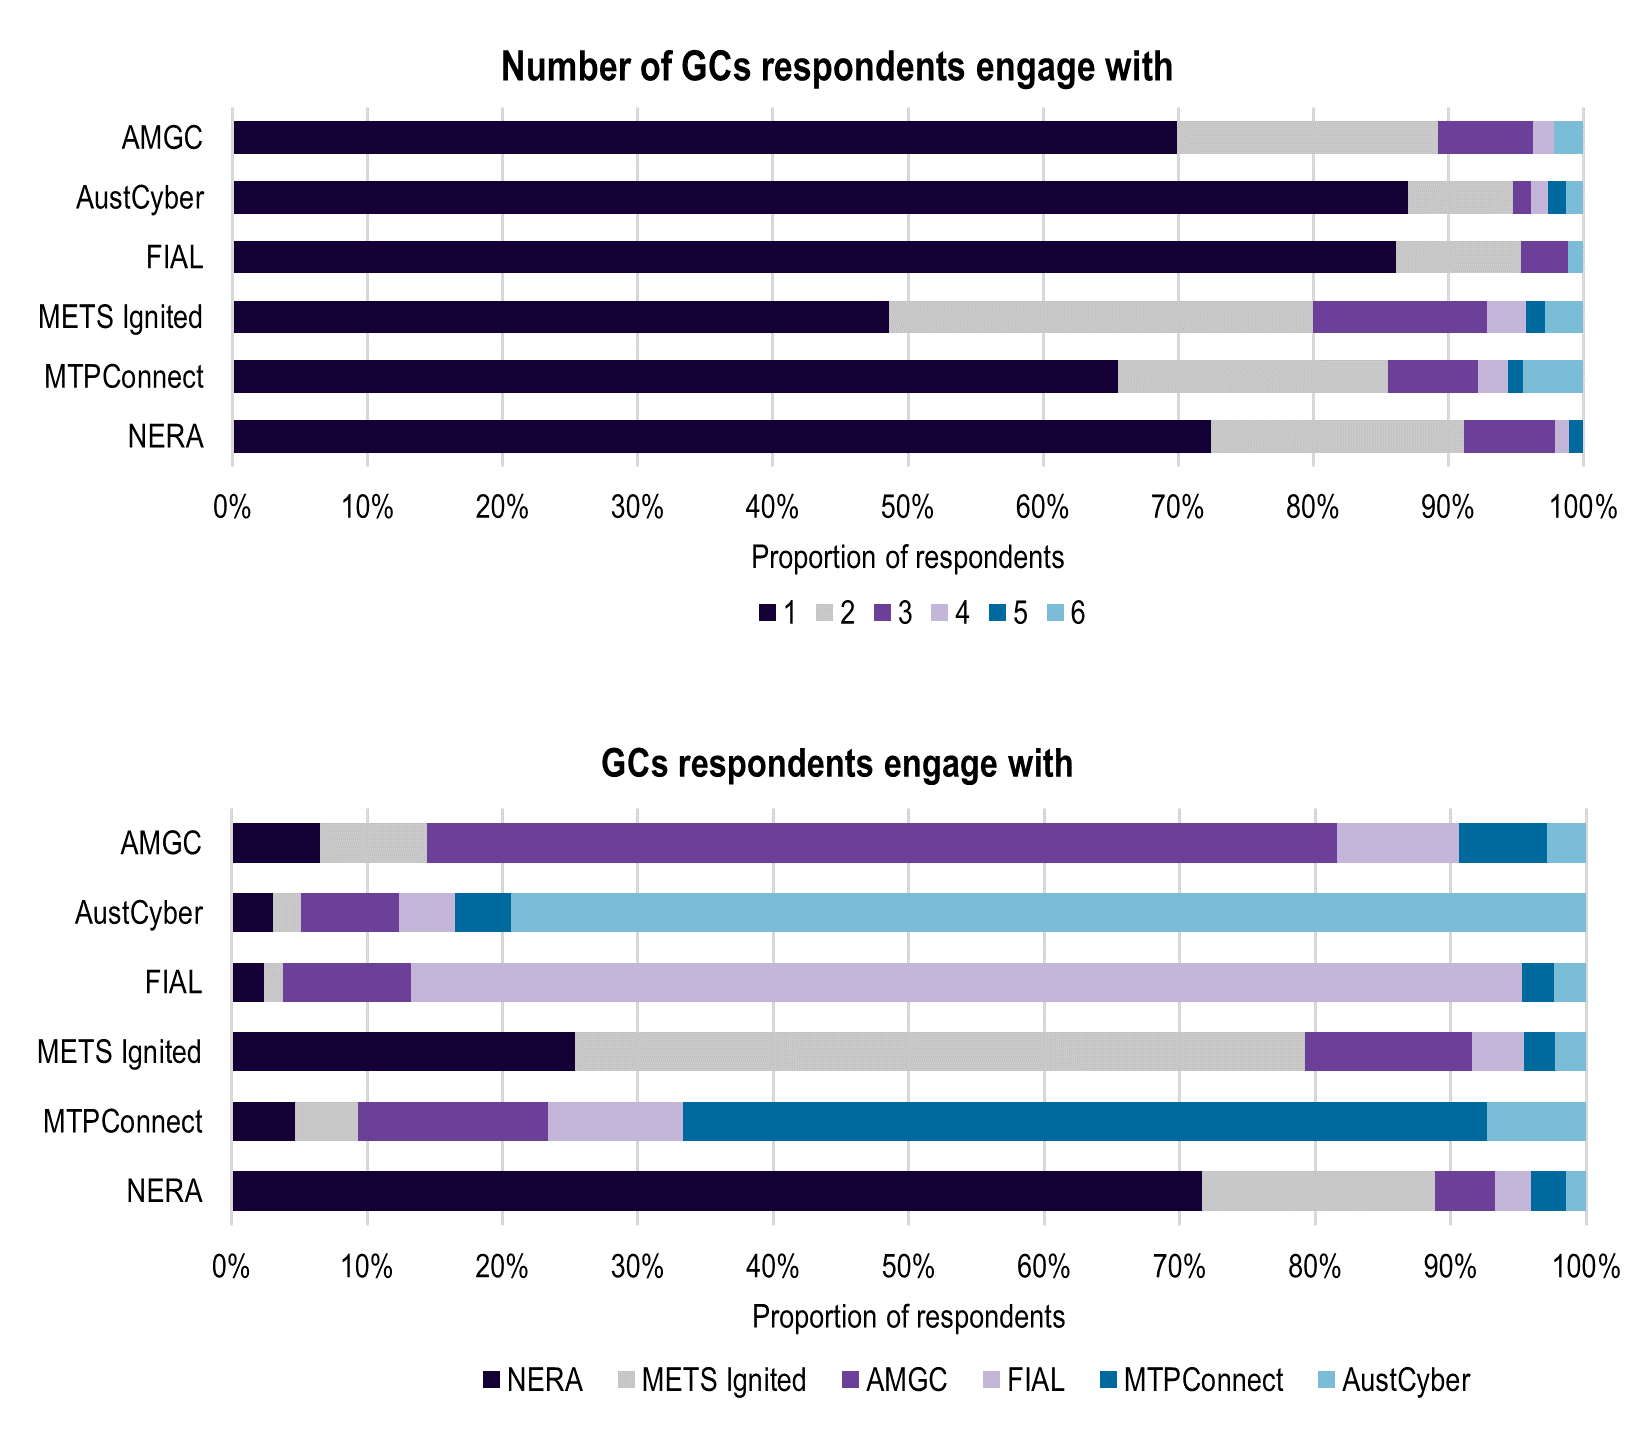 Number of GCs respondents engage with
AMGC
AustCyber
FIAL
METS Ignited
MTPConnect
NERA
0% 10% 20% 30% 40% 50% 60% 70% 80% 90% 100%
Proportion of respondents
1 2 3 4 5 6
GCs respondents engage with
AMGC
AustCyber
FIAL
METS Ignited
MTPConnect
NERA
0% 10% 20% 30% 40% 50% 60% 70% 80% 90% 100%
Proportion of respondents
NERA METS Ignited AMGC FIAL MTPConnect AustCyber